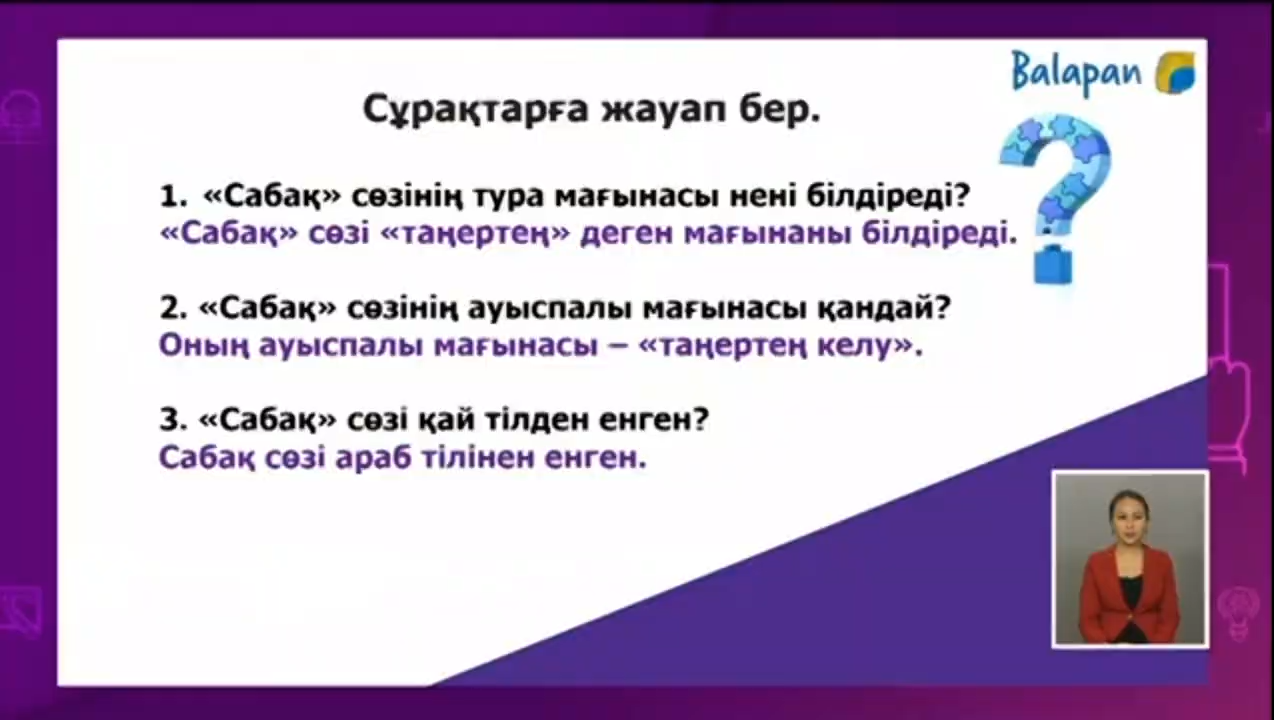 Balapan
Сұрақтарға жауап бер.
1. «Сабақ» сөзінің тура мағынасы нені білдіреді?
«Сабақ» сөзі «таңертең» деген мағынаны білдіреді.
2. «Сабақ» сөзінің ауыспалы мағынасы қандай?
Оның ауыспалы мағынасы – «таңертең келу».
3. «Сабақ» сөзі қай тілден енген?
Сабақ сөзі араб тілінен енген.